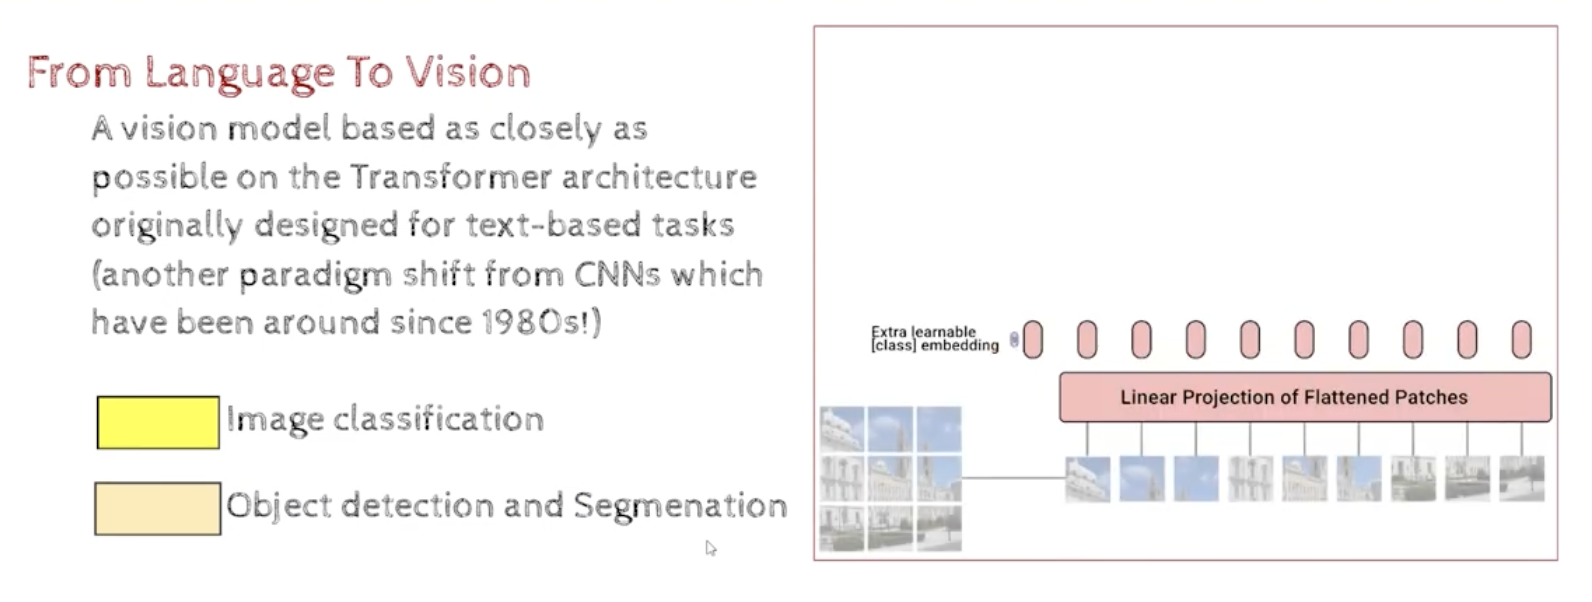 From Language To Vision
A vision model based as closely as
possible on the Transformer architecture
originally designed for text-based tasks
(another paradigm shift from CNNs which
have been around since 1980s!)
Image classification
Object detection and Segmenation
Extra learnable
[class] embedding
Linear Projection of Flattened Patches